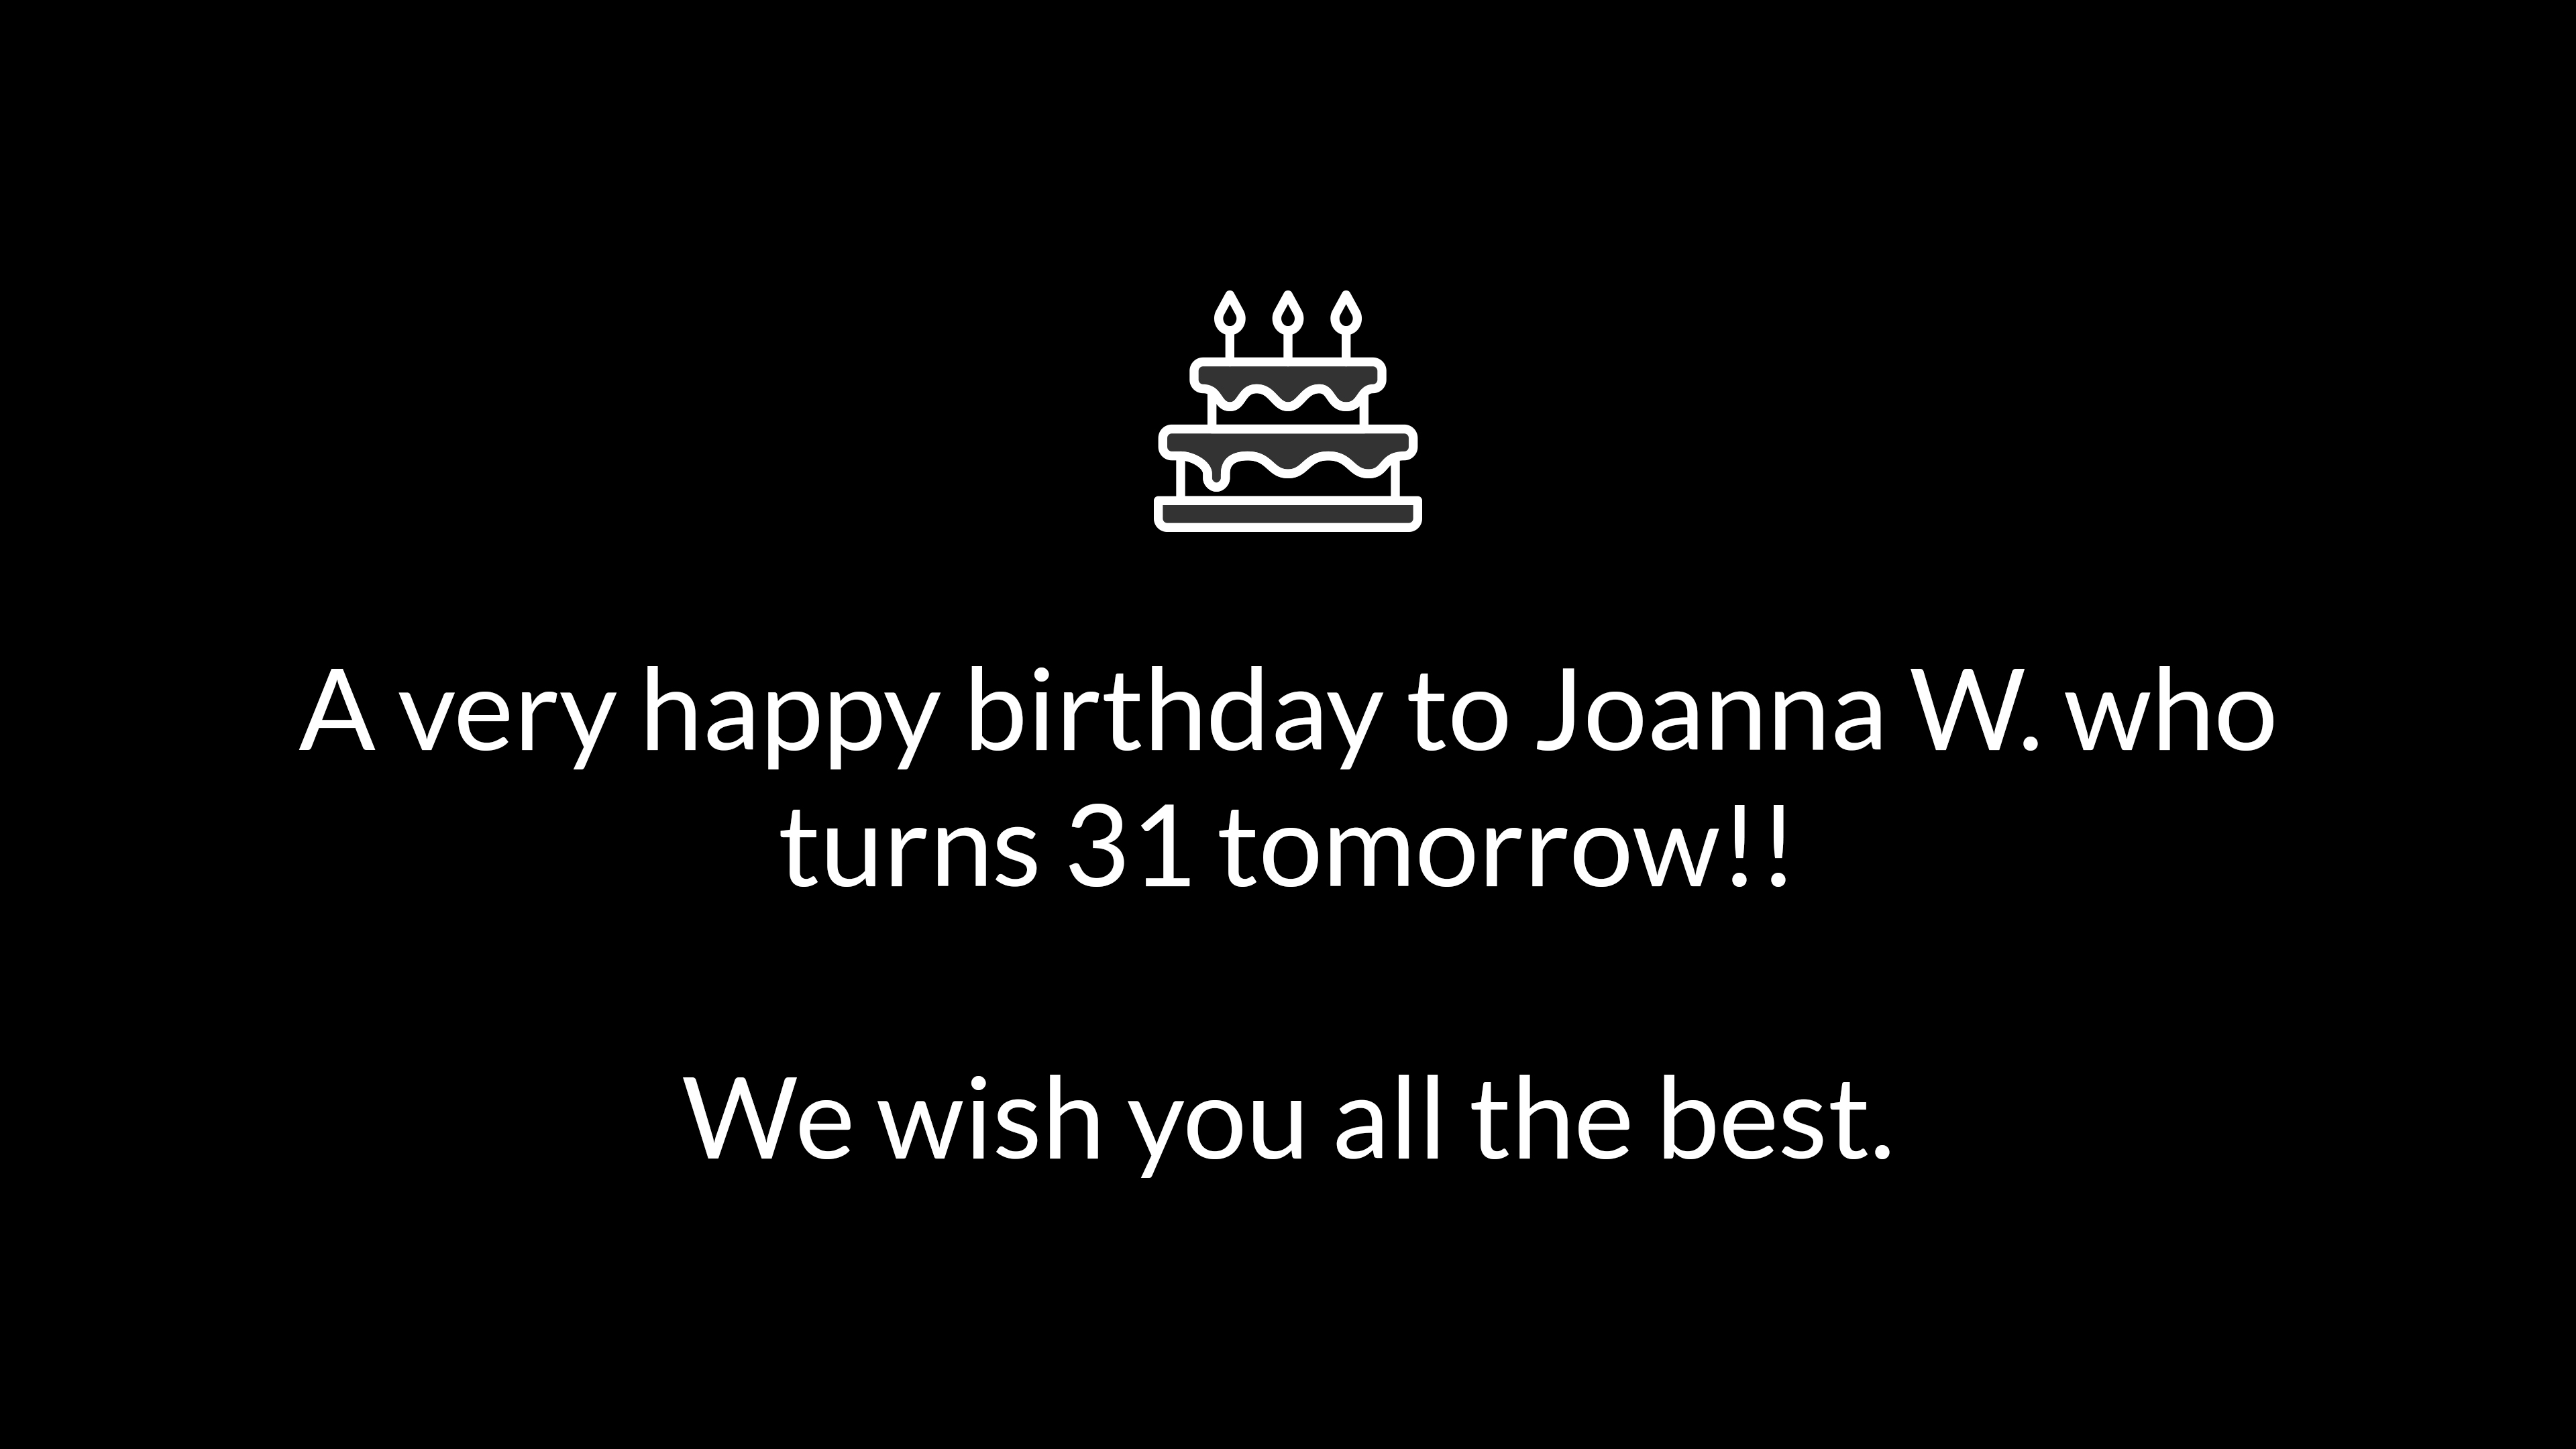 A very happy birthday to Joanna W. who
turns 31 tomorrow!!
We wish you all the best.